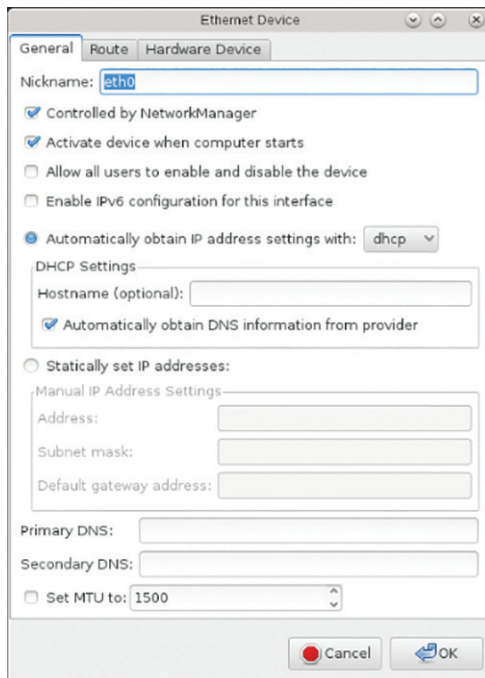 Ethernet Device
General Route Hardware Device
Nickname: eth0
Controlled by NetworkManager
Activate device when computer starts
Allow all users to enable and disable the device
Enable IPv6 configuration for this interface
Automatically obtain IP address settings with: dhcp
DHCP Settings
Hostname (optional):
Automatically obtain DNS information from provider
Statically set IP addresses:
Manual IP Address Settings
Address:
Subnet mask:
Default gateway address:
Primary DNS:
Secondary DNS:
Set MTU to: 1500
Cancel OK